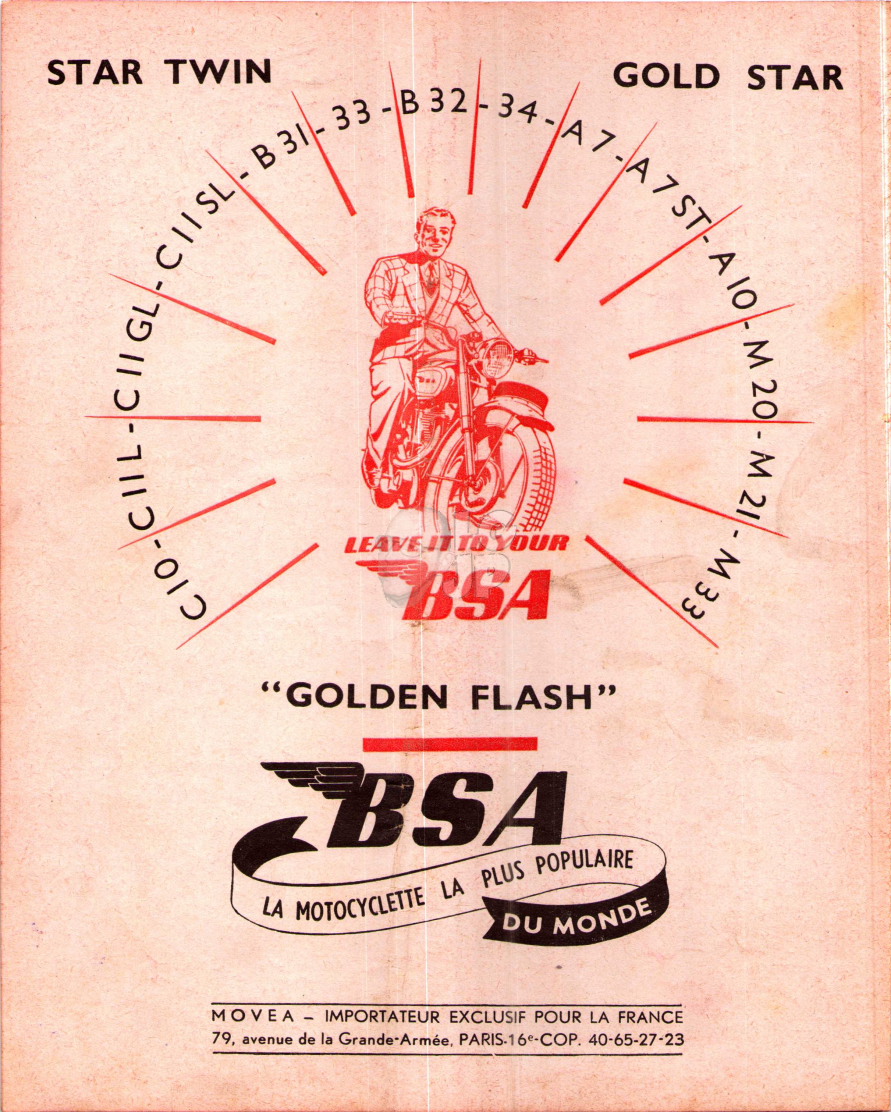 STAR TWIN
GOLD STAR
C10-C11L-C11GL-C11SL-B31-33-B32-34-A7-A7ST-A10-M20-M21-M33
BSA
LEAVE IT TO YOUR
BSA
"GOLDEN FLASH"
BSA
LA MOTOCYCLETTE LA PLUS POPULAIRE
DU MONDE
MOVEA – IMPORTATEUR EXCLUSIF POUR LA FRANCE
79, avenue de la Grande-Armée, PARIS-16e-COP. 40-65-27-23